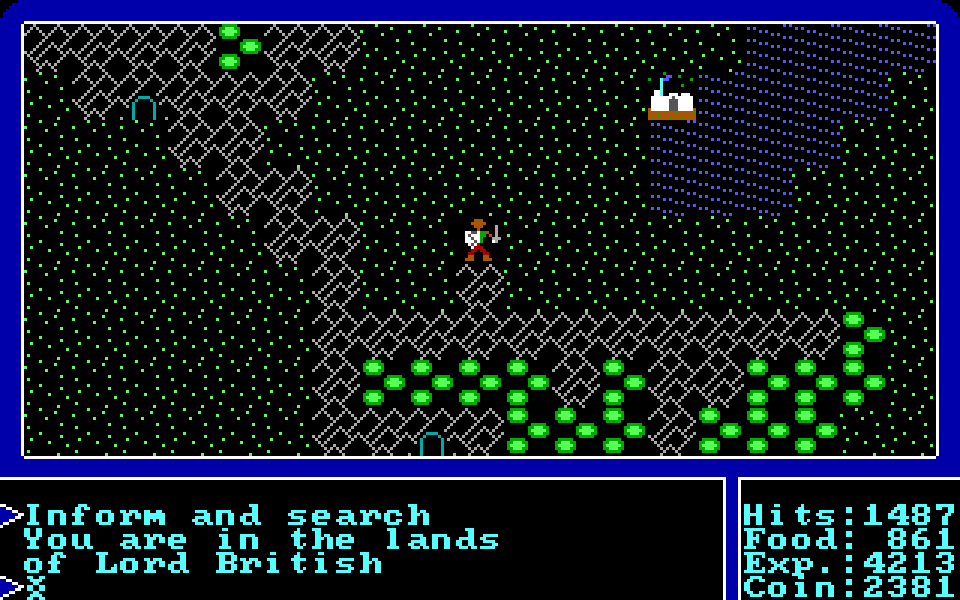 Inform and search
You are in the lands
of Lord British
Hits:1487
Food: 861
Exp.:4213
Coin:2381